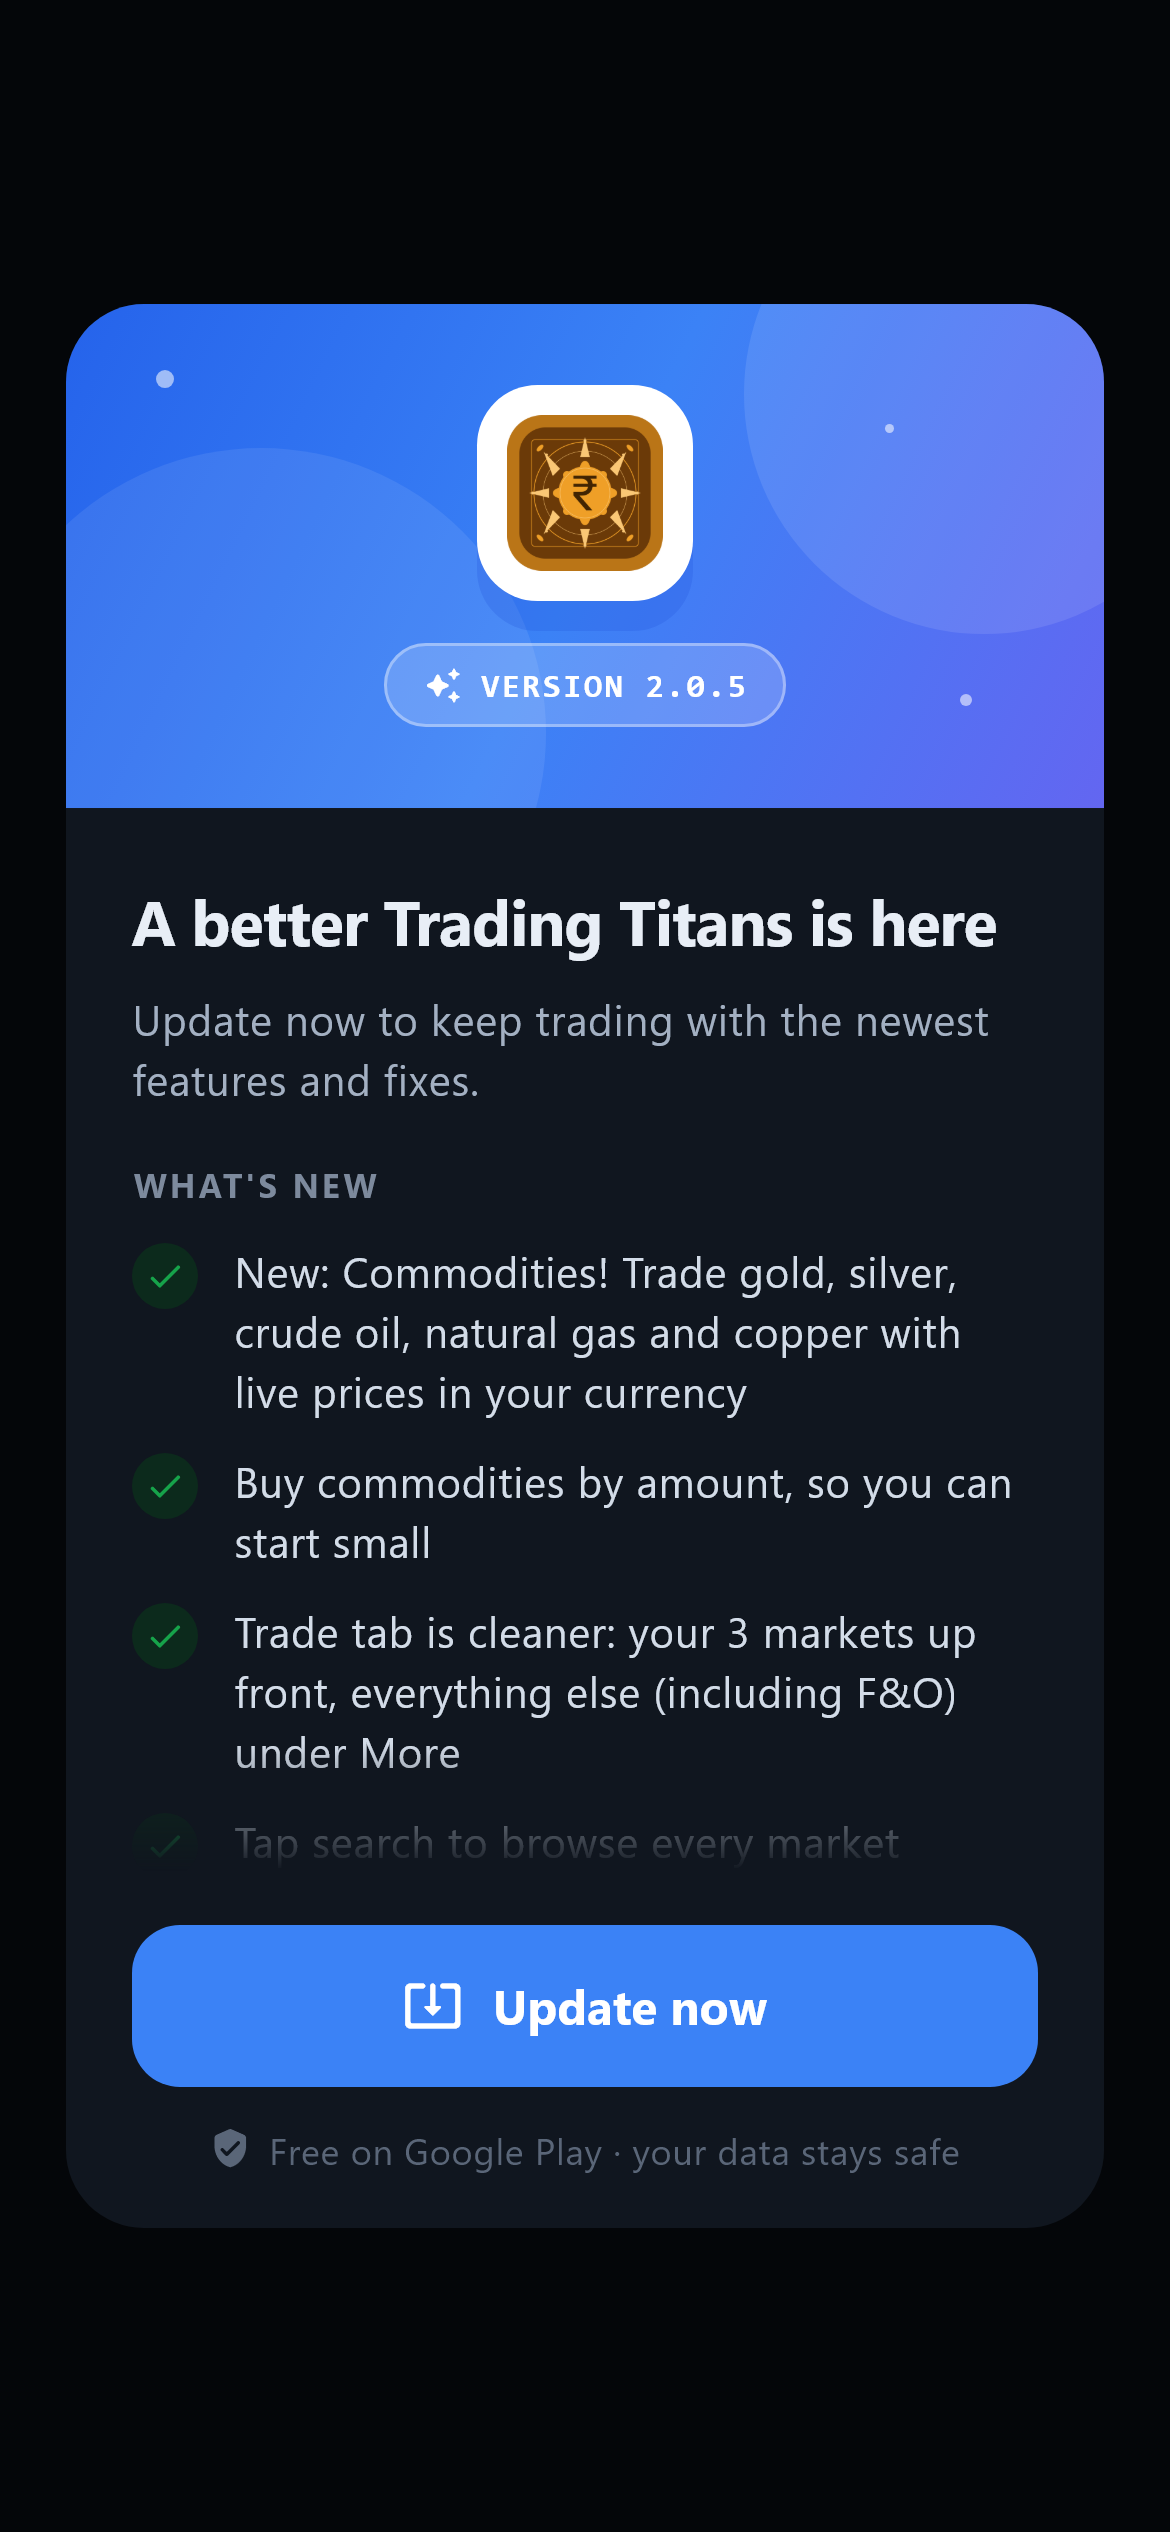 ₹
VERSION 2.0.5
A better Trading Titans is here
Update now to keep trading with the newest
features and fixes.
WHAT'S NEW
New: Commodities! Trade gold, silver,
crude oil, natural gas and copper with
live prices in your currency
Buy commodities by amount, so you can
start small
Trade tab is cleaner: your 3 markets up
front, everything else (including F&O)
under More
Tap search to browse every market
Update now
Free on Google Play · your data stays safe